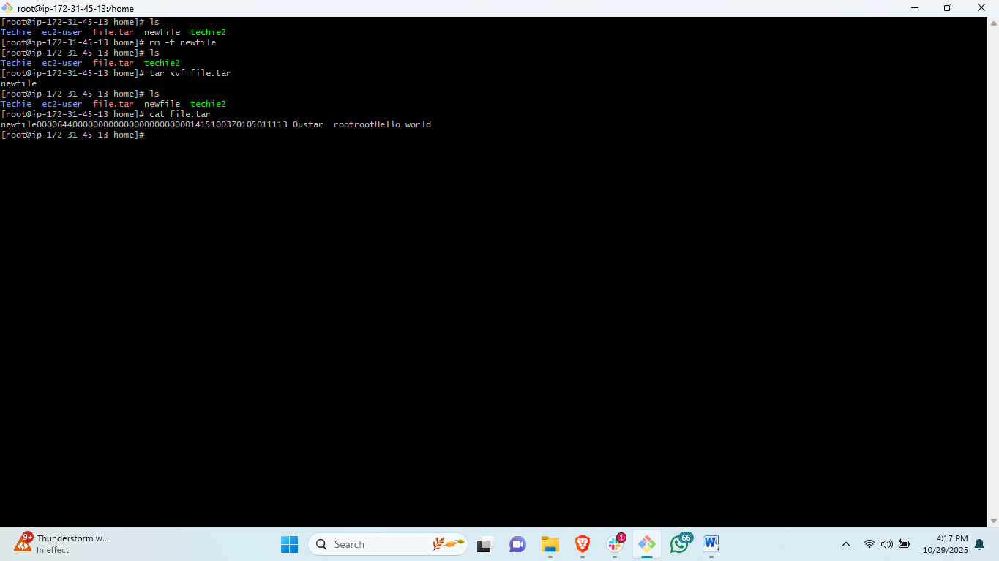 root@ip-172-31-45-13:/home
[root@ip-172-31-45-13 home]# ls
Techie  ec2-user  file.tar  newfile  techie2
[root@ip-172-31-45-13 home]# rm -f newfile
[root@ip-172-31-45-13 home]# ls
Techie  ec2-user  file.tar  techie2
[root@ip-172-31-45-13 home]# tar xvf file.tar
newfile
[root@ip-172-31-45-13 home]# ls
Techie  ec2-user  file.tar  newfile  techie2
[root@ip-172-31-45-13 home]# cat file.tar
newfile0000644000000000000000000000001415100370105011113 0ustar  rootrootHello world
[root@ip-172-31-45-13 home]#
9+
Thunderstorm w...
In effect
Search
1
66
W
4:17 PM
10/29/2025